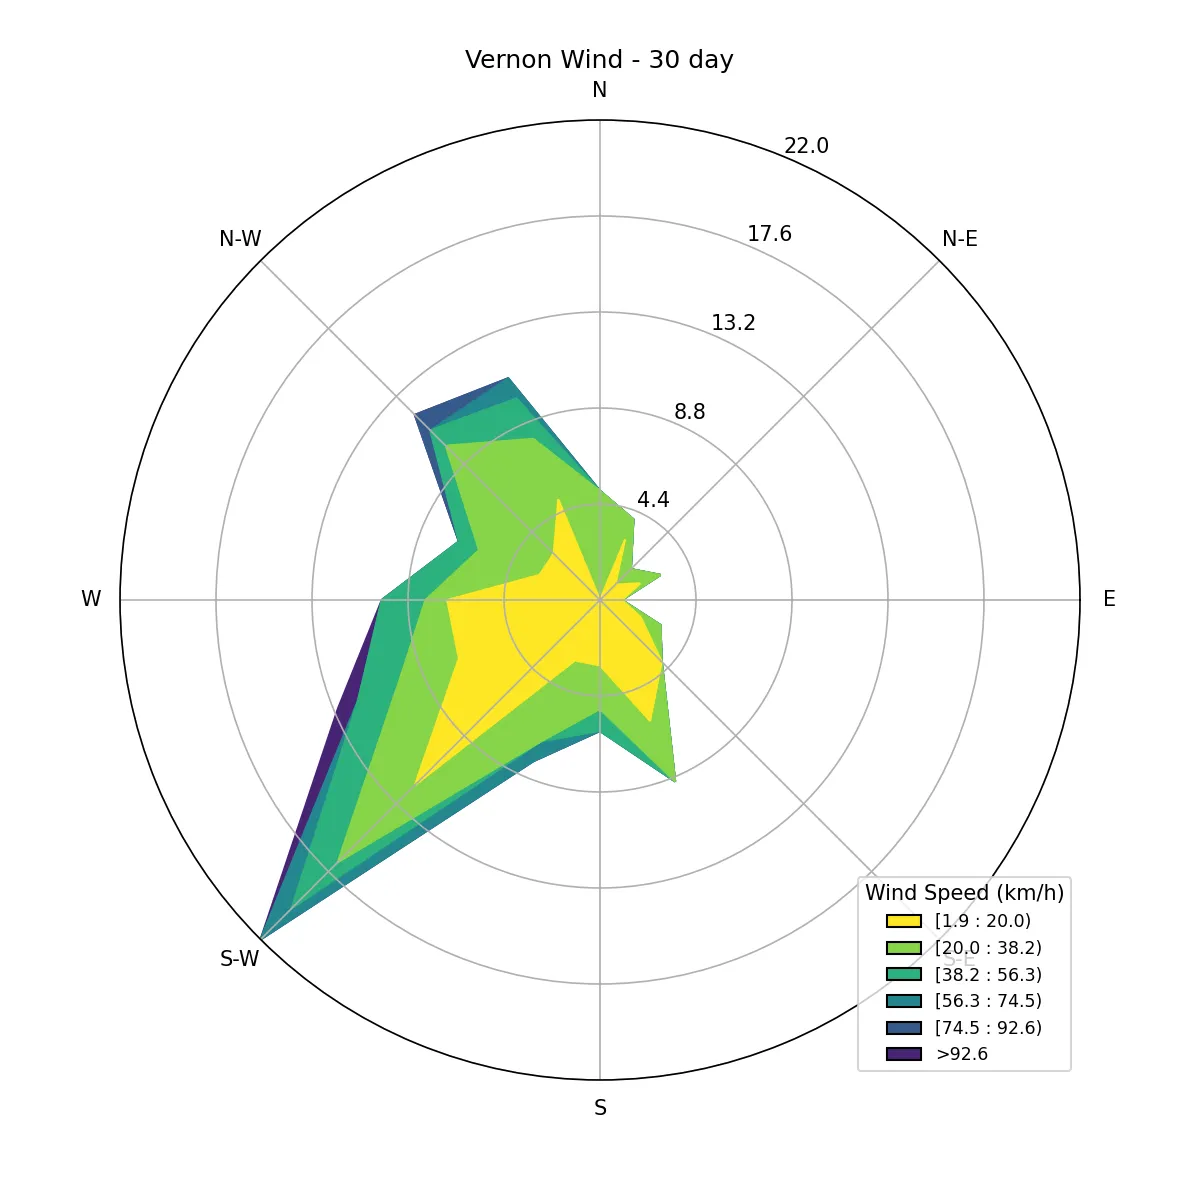 Vernon Wind - 30 day
N
22.0
N-W
N-E
17.6
13.2
8.8
4.4
W
E
S-W
S-E
Wind Speed (km/h)
[1.9 : 20.0)
[20.0 : 38.2)
[38.2 : 56.3)
[56.3 : 74.5)
[74.5 : 92.6)
>92.6
S